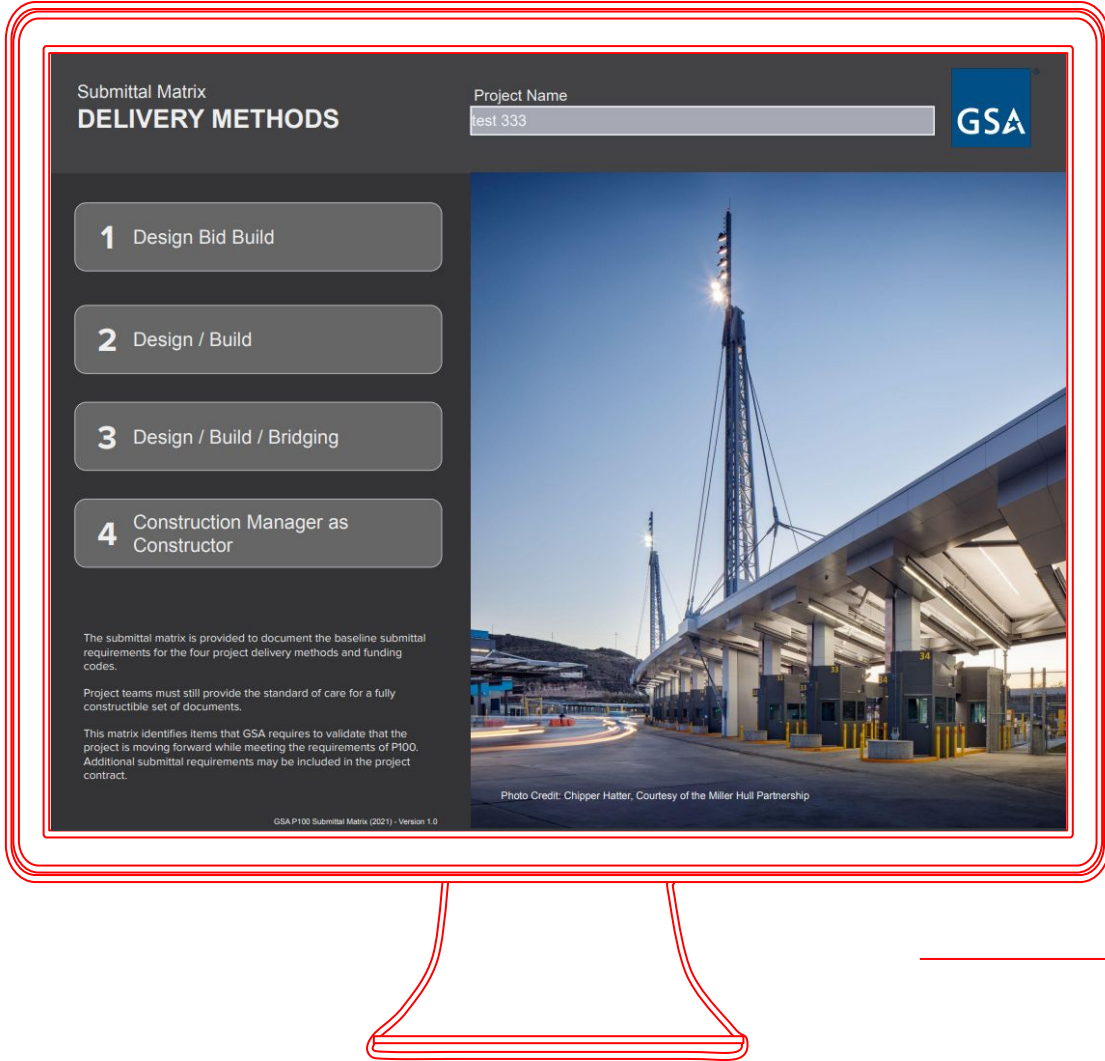 Submittal Matrix
DELIVERY METHODS
Project Name
test 333
GSA
1 Design Bid Build
2 Design / Build
3 Design / Build / Bridging
4 Construction Manager as
Constructor
The submittal matrix is provided to document the baseline submittal
requirements for the four project delivery methods and funding
codes.
Project teams must still provide the standard of care for a fully
constructible set of documents.
This matrix identifies items that GSA requires to validate that the
project is moving forward while meeting the requirements of P100.
Additional submittal requirements may be included in the project
contract.
GSA P100 Submittal Matrix (2021) - Version 1.0
33
34
Photo Credit: Chipper Hatter, Courtesy of the Miller Hull Partnership